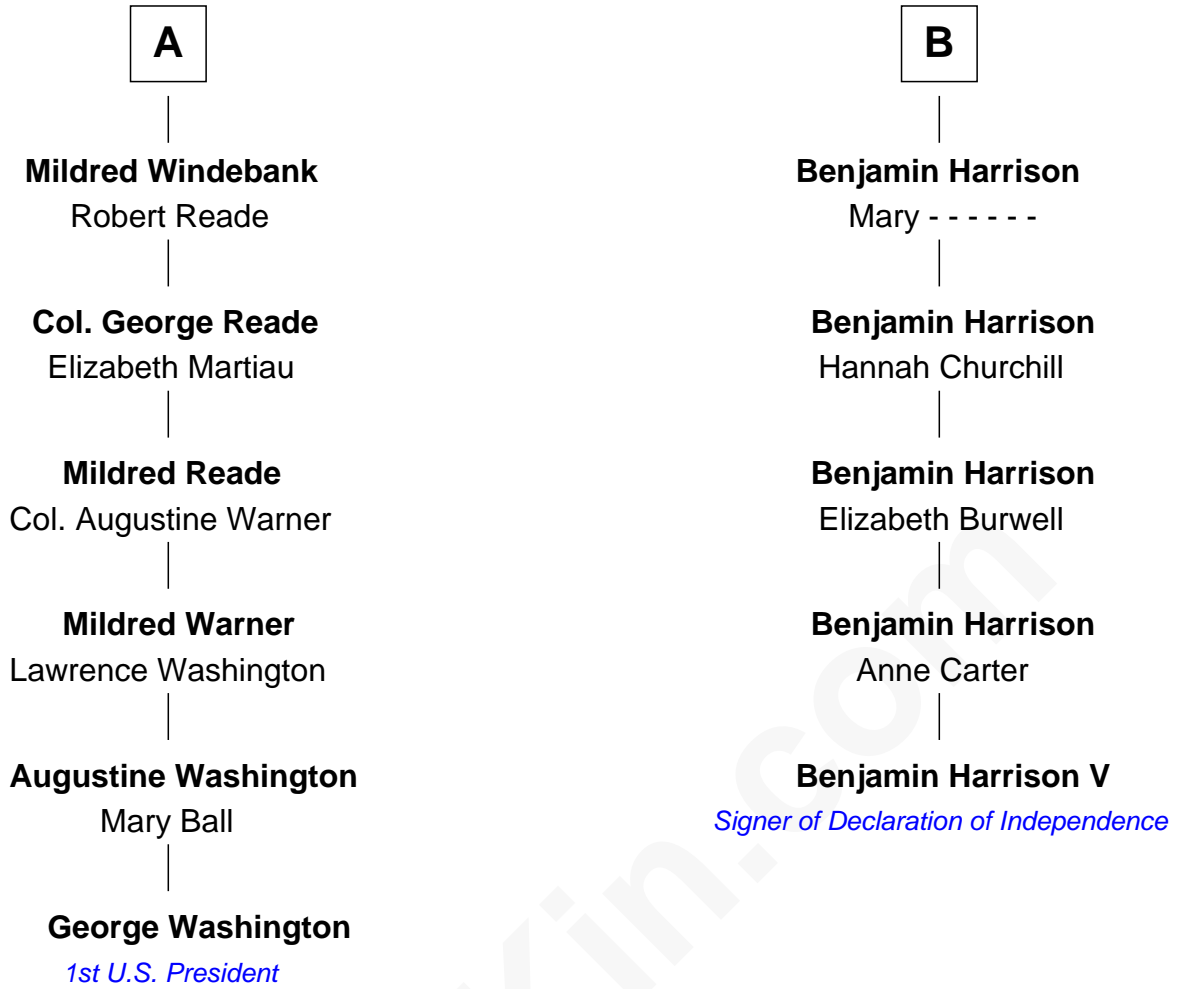 A
Mildred Windebank
Robert Reade
Col. George Reade
Elizabeth Martiau
Mildred Reade
Col. Augustine Warner
Mildred Warner
Lawrence Washington
Augustine Washington
Mary Ball
George Washington
1st U.S. President
B
Benjamin Harrison
Mary - - - - - -
Benjamin Harrison
Hannah Churchill
Benjamin Harrison
Elizabeth Burwell
Benjamin Harrison
Anne Carter
Benjamin Harrison V
Signer of Declaration of Independence
Kin.com